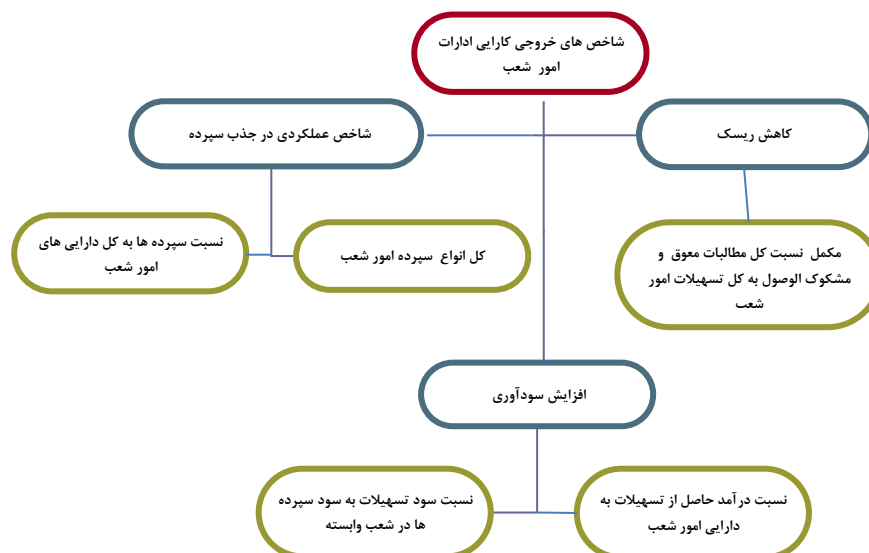 شاخص های خروجی کارایی ادارات
امور شعب
کاهش ریسک
شاخص عملکردی در جذب سپرده
مکمل نسبت کل مطالبات معوق و
مشکوک الوصول به کل تسهیلات امور
شعب
کل انواع سپرده امور شعب
نسبت سپرده ها به کل دارایی های
امور شعب
افزایش سودآوری
نسبت درآمد حاصل از تسهیلات به
دارایی امور شعب
نسبت سود تسهیلات به سود سپرده
ها در شعب وابسته